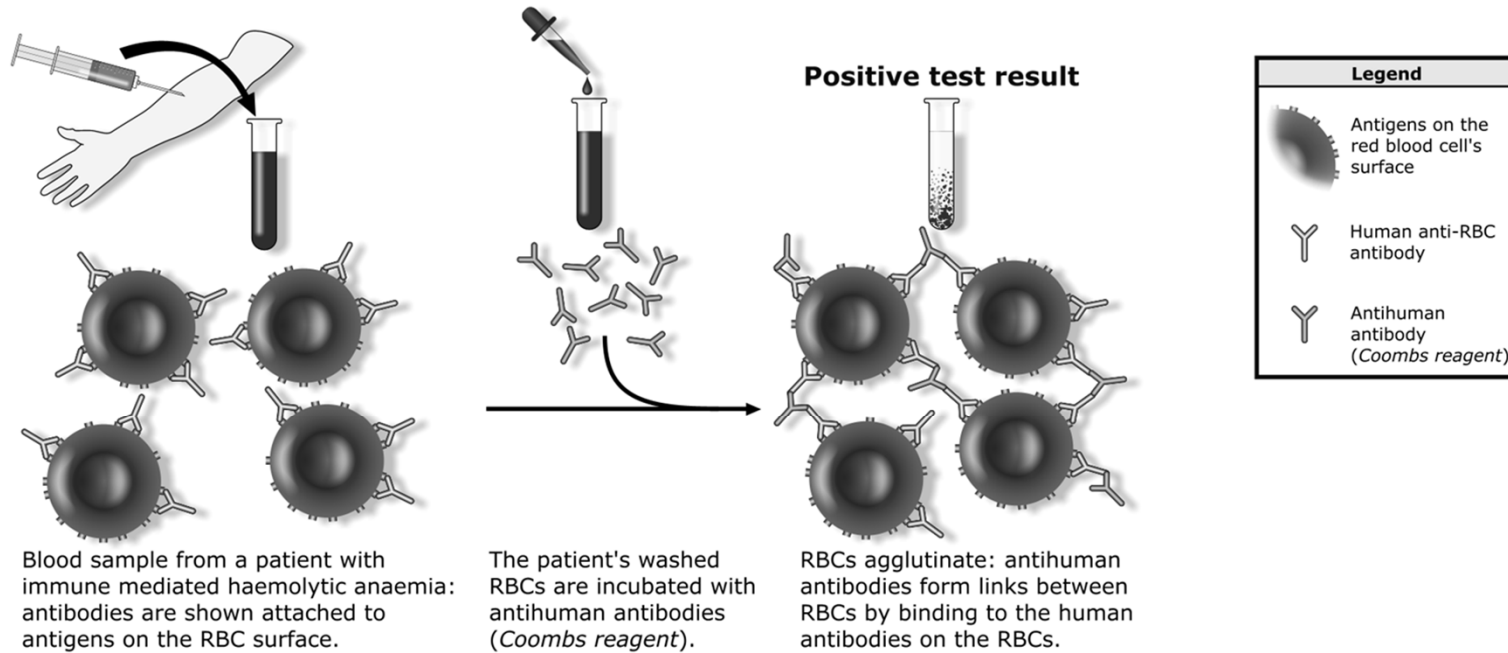 Positive test result
Blood sample from a patient with
immune mediated haemolytic anaemia:
antibodies are shown attached to
antigens on the RBC surface.
The patient's washed
RBCs are incubated with
antihuman antibodies
(Coombs reagent).
RBCs agglutinate: antihuman
antibodies form links between
RBCs by binding to the human
antibodies on the RBCs.
Legend
Antigens on the
red blood cell's
surface
Human anti-RBC
antibody
Antihuman
antibody
(Coombs reagent)